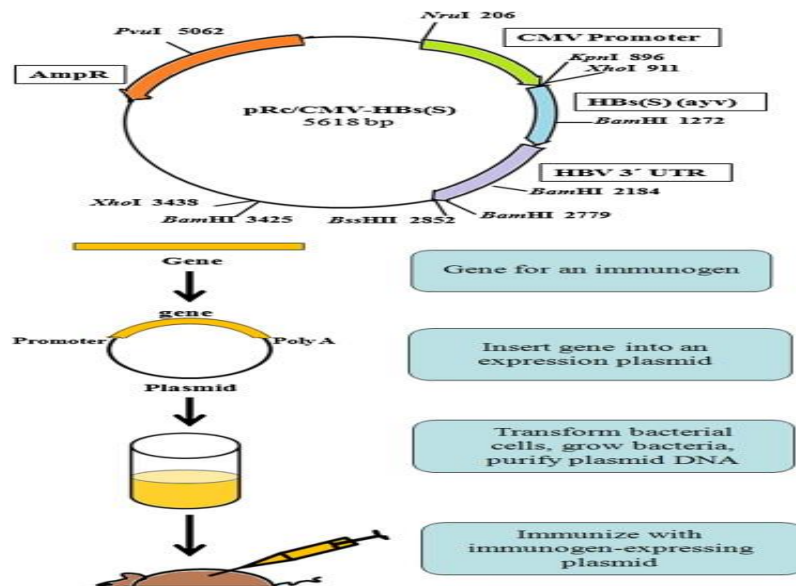 NruI 206
PvuI 5062
CMV Promoter
KpnI 896
XhoI 911
AmpR
pRc/CMV-HBs(S)
5618 bp
HBs(S) (ayv)
BamHI 1272
HBV 3´ UTR
BamHI 2184
XhoI 3438
BamHI 3425
BssHII 2852
BamHI 2779
Gene
Gene for an immunogen
gene
Promoter
Poly A
Plasmid
Insert gene into an
expression plasmid
Transform bacterial
cells, grow bacteria,
purify plasmid DNA
Immunize with
immunogen-expressing
plasmid